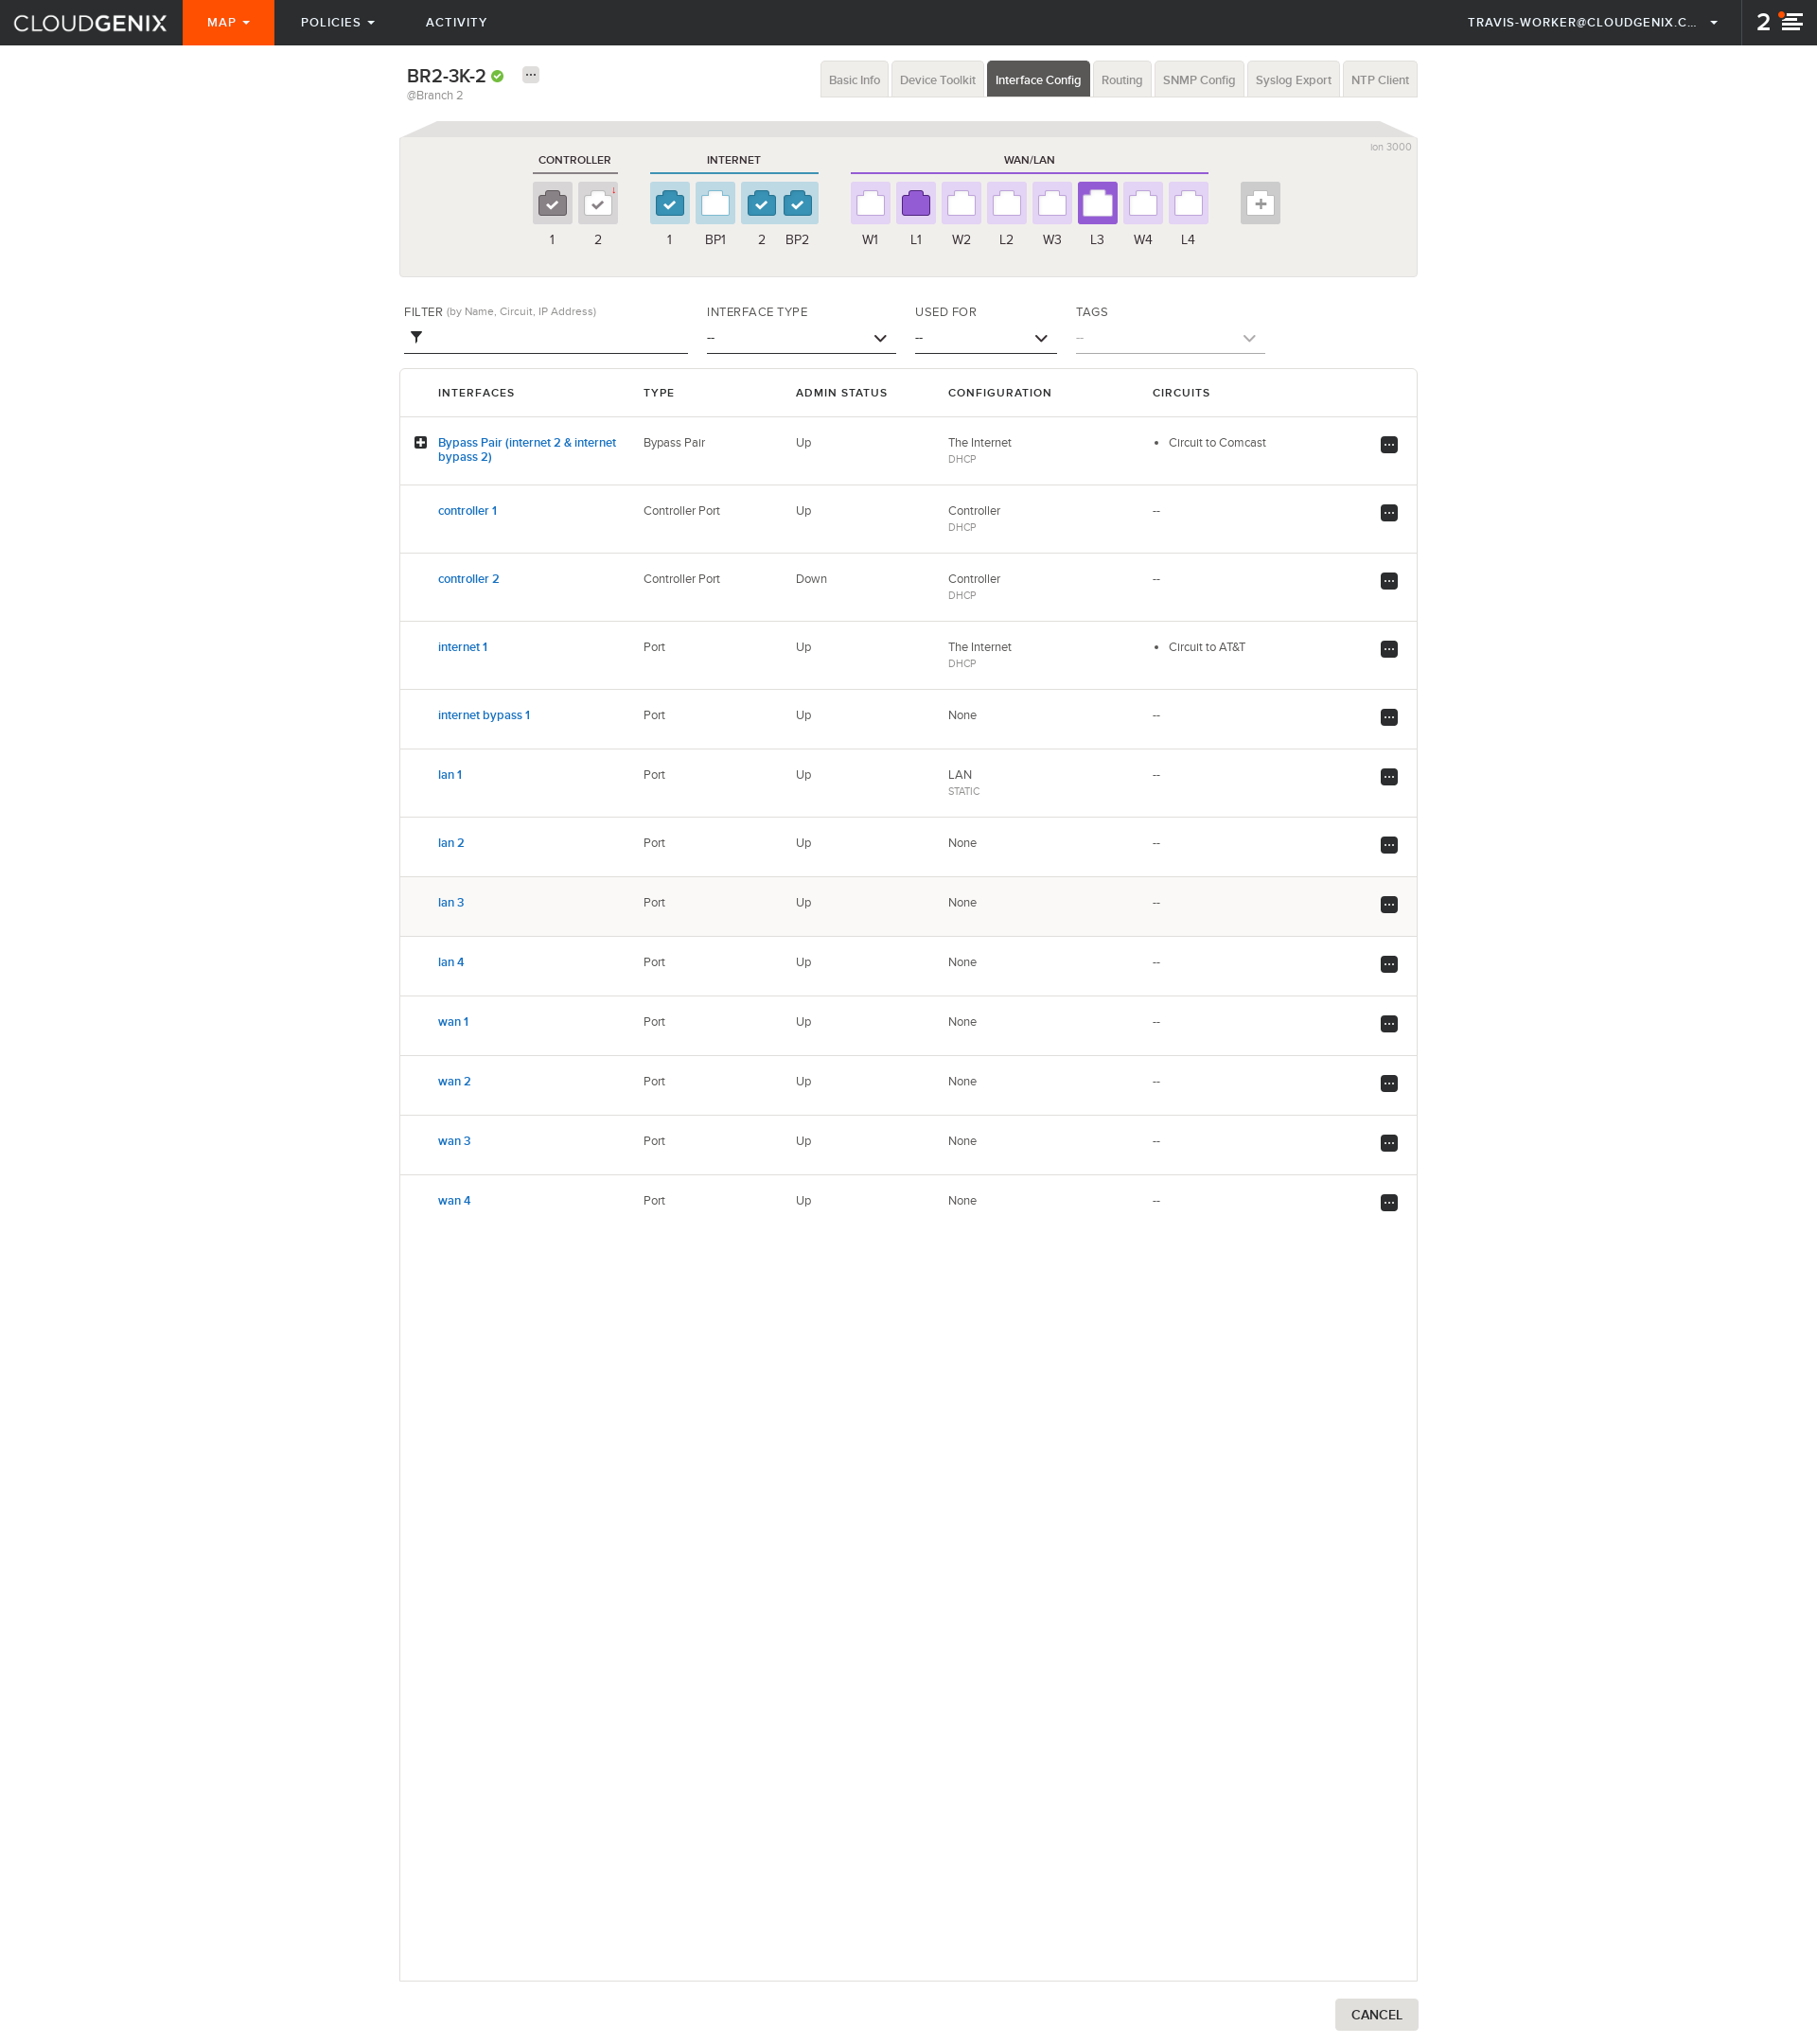 CLOUDGENIX MAP POLICIES ACTIVITY TRAVIS-WORKER@CLOUDGENIX.C... 2
BR2-3K-2
@Branch 2
Basic Info Device Toolkit Interface Config Routing SNMP Config Syslog Export NTP Client
ion 3000
CONTROLLER INTERNET WAN/LAN
1 2 1 BP1 2 BP2 W1 L1 W2 L2 W3 L3 W4 L4
FILTER (by Name, Circuit, IP Address) INTERFACE TYPE USED FOR TAGS
-- -- --
INTERFACES TYPE ADMIN STATUS CONFIGURATION CIRCUITS
Bypass Pair (internet 2 & internet Bypass Pair Up The Internet • Circuit to Comcast
bypass 2) DHCP
controller 1 Controller Port Up Controller --
DHCP
controller 2 Controller Port Down Controller --
DHCP
internet 1 Port Up The Internet • Circuit to AT&T
DHCP
internet bypass 1 Port Up None --
lan 1 Port Up LAN --
STATIC
lan 2 Port Up None --
lan 3 Port Up None --
lan 4 Port Up None --
wan 1 Port Up None --
wan 2 Port Up None --
wan 3 Port Up None --
wan 4 Port Up None --
CANCEL